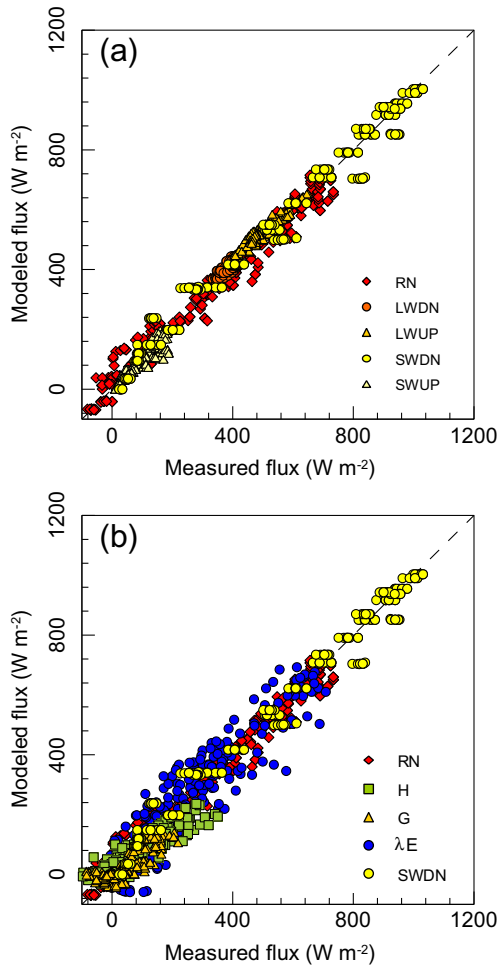 (a)
1200
800
400
0
Modeled flux (W m-2)
RN
LWDN
LWUP
SWDN
SWUP
0 400 800 1200
Measured flux (W m-2)
(b)
1200
800
400
0
Modeled flux (W m-2)
RN
H
G
λE
SWDN
0 400 800 1200
Measured flux (W m-2)